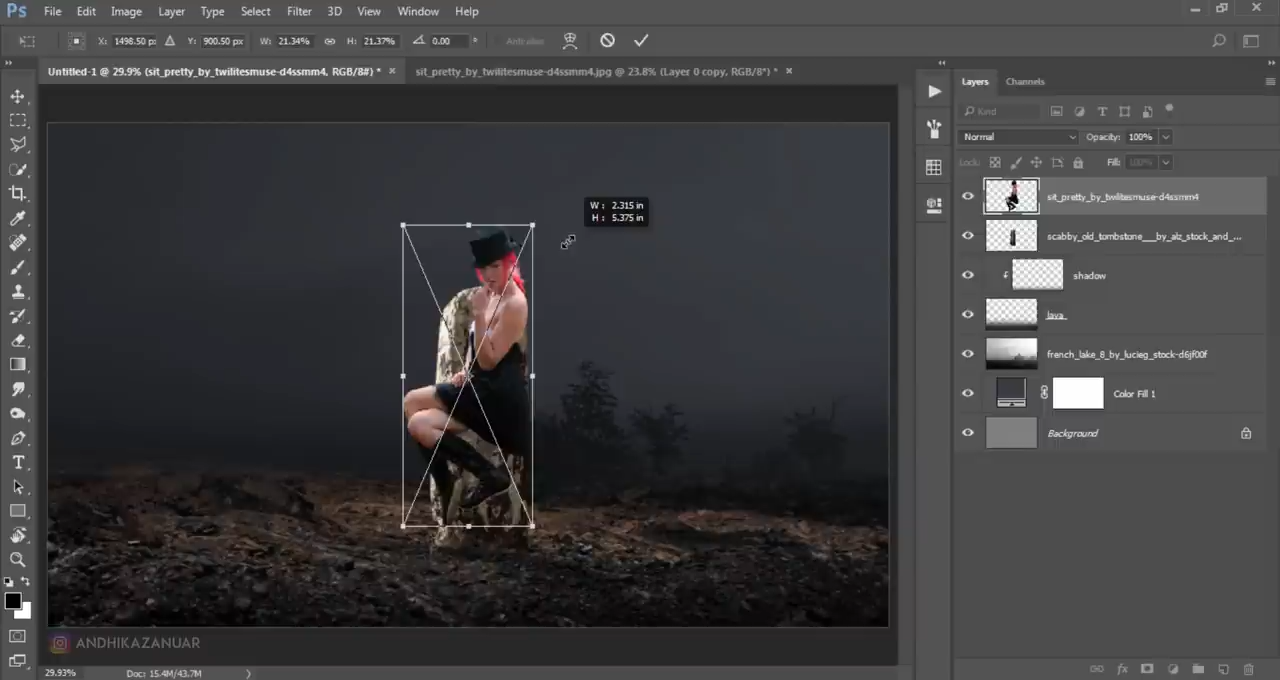 Ps File Edit Image Layer Type Select Filter 3D View Window Help
X: 1498.50 px Y: 900.50 px W: 21.34% H: 21.37% 0.00 ° Anti alias
Untitled-1 @ 29.9% (sit_pretty_by_twilitesmuse-d4ssmm4, RGB/8#) * × sit_pretty_by_twilitesmuse-d4ssmm4.jpg @ 23.8% (Layer 0 copy, RGB/8*) * ×
Layers Channels
Kind
Normal Opacity: 100%
Lock: Fill: 100%
sit_pretty_by_twilitesmuse-d4ssmm4
W : 2.315 in
H : 5.375 in
scabby_old_tombstone___by_alz_stock_and_...
shadow
lava
french_lake_8_by_lucieg_stock-d6jf00f
Color Fill 1
Background
ANDHIKAZANUAR
29.93% Doc: 15.4M/43.7M